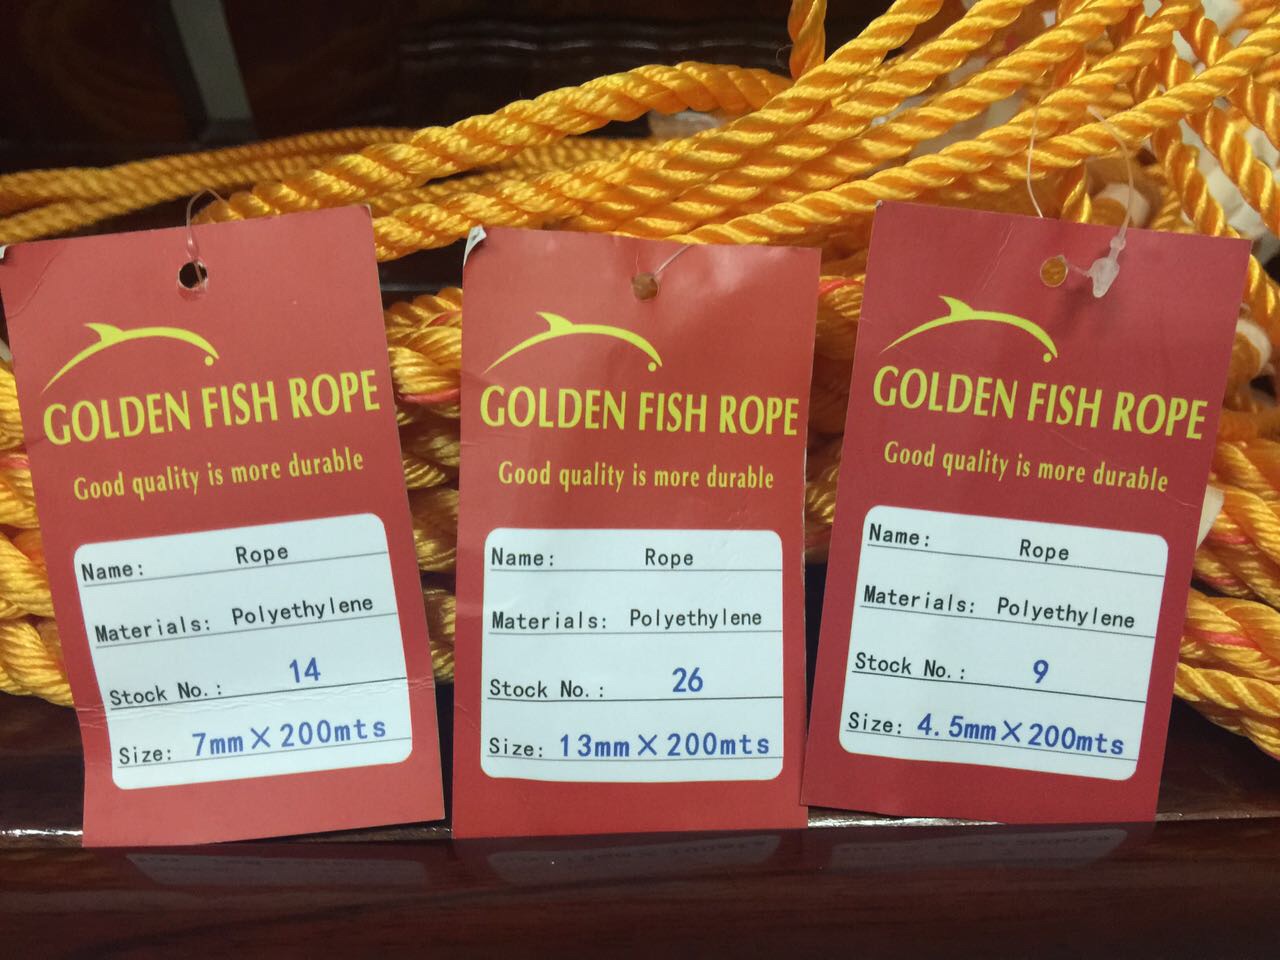 GOLDEN FISH ROPE
Good quality is more durable
Name: Rope
Materials: Polyethylene
Stock No.: 14
Size: 7mm×200mts
GOLDEN FISH ROPE
Good quality is more durable
Name: Rope
Materials: Polyethylene
Stock No.: 26
Size: 13mm×200mts
GOLDEN FISH ROPE
Good quality is more durable
Name: Rope
Materials: Polyethylene
Stock No.: 9
Size: 4.5mm×200mts